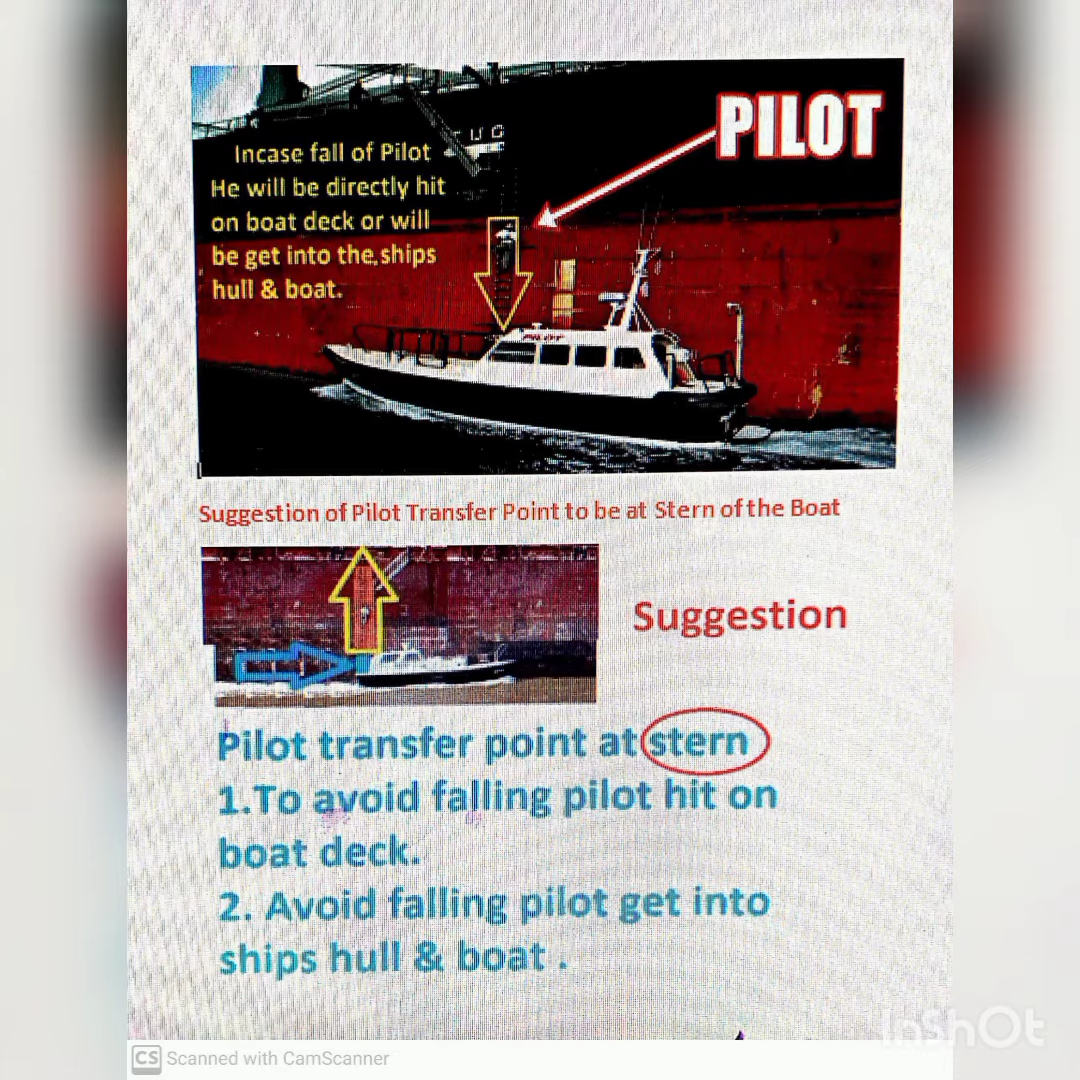 PILOT
Incase fall of Pilot
He will be directly hit
on boat deck or will
be get into the ships
hull & boat.
PILOT
Suggestion of Pilot Transfer Point to be at Stern of the Boat
Suggestion
Pilot transfer point at stern
1.To avoid falling pilot hit on
boat deck.
2. Avoid falling pilot get into
ships hull & boat .
CS Scanned with CamScanner
InShOt